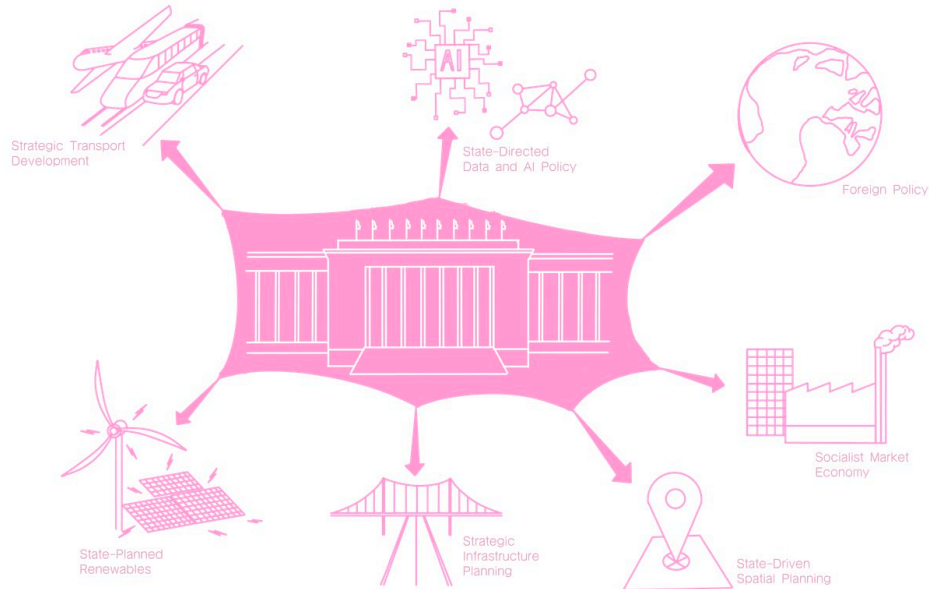 AI
Strategic Transport
Development
State-Directed
Data and AI Policy
Foreign Policy
Socialist Market
Economy
State-Planned
Renewables
Strategic
Infrastructure
Planning
State-Driven
Spatial Planning